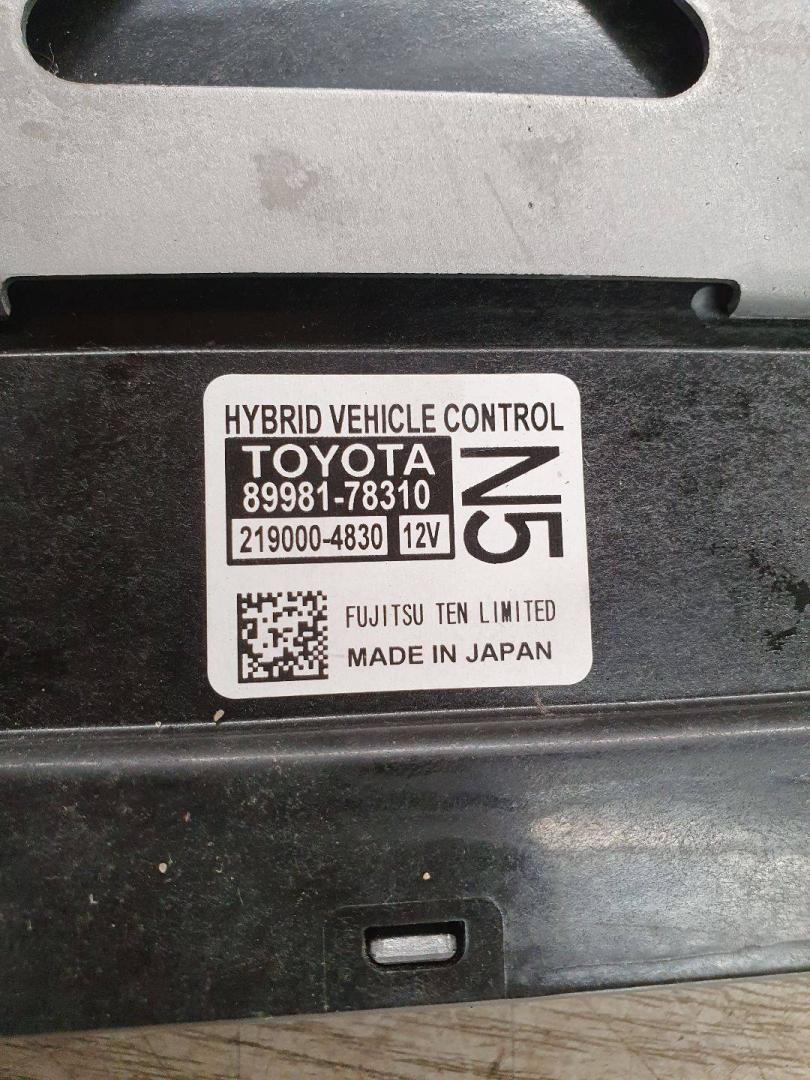 HYBRID VEHICLE CONTROL
TOYOTA
89981-78310
219000-4830 12V
N5
FUJITSU TEN LIMITED
MADE IN JAPAN